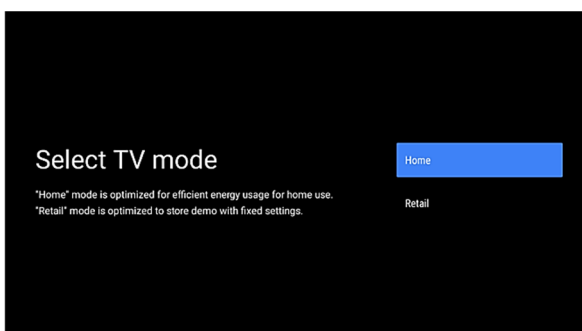 Select TV mode
"Home" mode is optimized for efficient energy usage for home use.
"Retail" mode is optimized to store demo with fixed settings.
Home
Retail